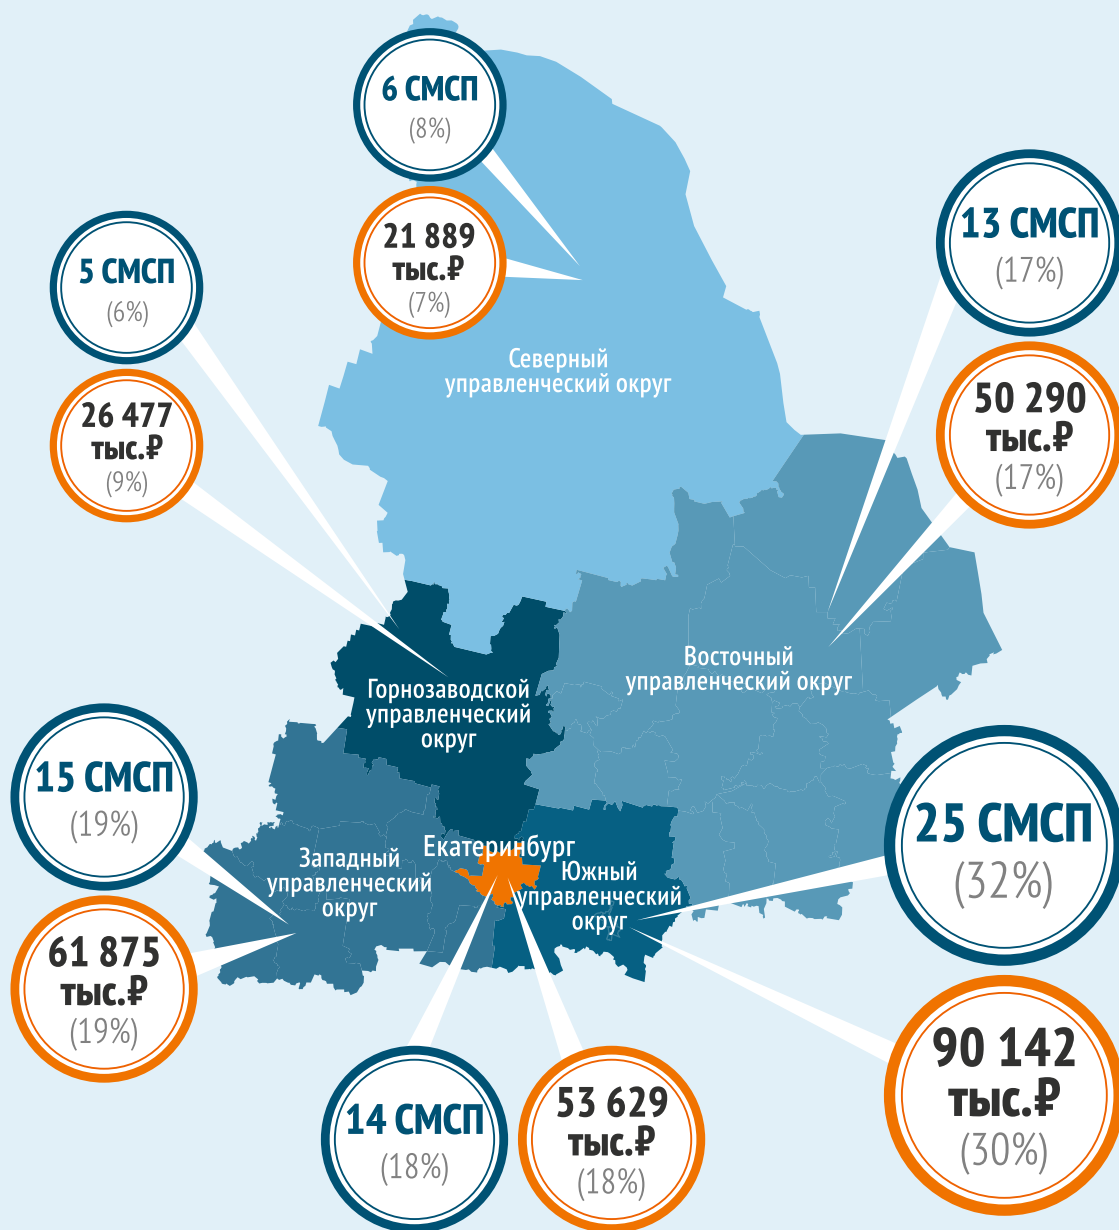 6 СМСП
(8%)
21 889
тыс.₽
(7%)
5 СМСП
(6%)
26 477
тыс.₽
(9%)
13 СМСП
(17%)
50 290
тыс.₽
(17%)
Северный
управленческий округ
Восточный
управленческий округ
Горнозаводской
управленческий
округ
15 СМСП
(19%)
61 875
тыс.₽
(19%)
Западный
управленческий
округ
Екатеринбург
Южный
управленческий
округ
25 СМСП
(32%)
90 142
тыс.₽
(30%)
14 СМСП
(18%)
53 629
тыс.₽
(18%)